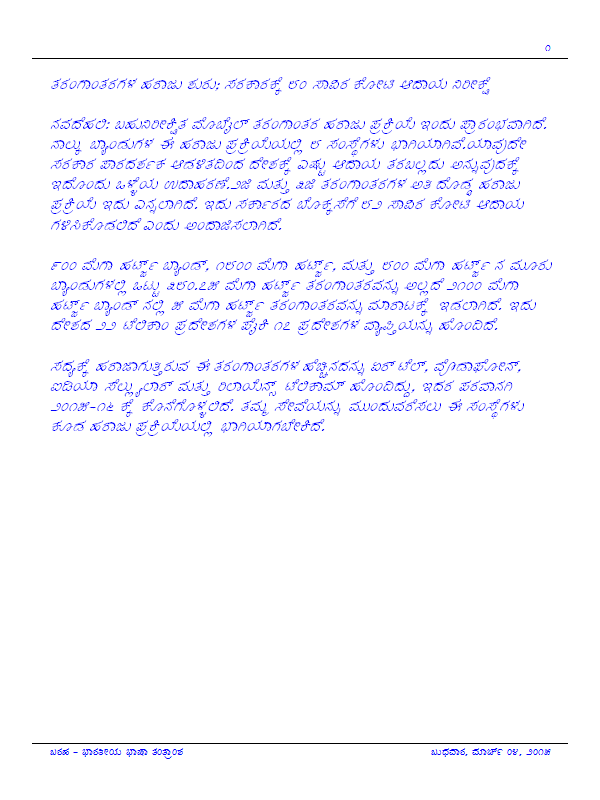 ೧
ತರಂಗಾಂತರಗಳ ಹರಾಜು ಶುರು; ಸರಕಾರಕ್ಕೆ ೮೦ ಸಾವಿರ ಕೋಟಿ ಆದಾಯ ನಿರೀಕ್ಷೆ
ನವದೆಹಲಿ: ಬಹುನಿರೀಕ್ಷಿತ ಮೊಬೈಲ್ ತರಂಗಾಂತರ ಹರಾಜು ಪ್ರಕ್ರಿಯೆ ಇಂದು ಪ್ರಾರಂಭವಾಗಿದೆ.
ನಾಲ್ಕು ಬ್ಯಾಂಡುಗಳ ಈ ಹರಾಜು ಪ್ರಕ್ರಿಯೆಯಲ್ಲಿ ೮ ಸಂಸ್ಥೆಗಳು ಭಾಗಿಯಾಗಿವೆ.ಯಾವುದೇ
ಸರಕಾರ ಪಾರದರ್ಶಕ ಆಡಳಿತದಿಂದ ದೇಶಕ್ಕೆ ಎಷ್ಟು ಆದಾಯ ತರಬಲ್ಲದು ಅನ್ನುವುದಕ್ಕೆ
ಇದೊಂದು ಒಳ್ಳೆಯ ಉದಾಹರಣೆ.೨ಜಿ ಮತ್ತು ೩ಜಿ ತರಂಗಾಂತರಗಳ ಅತಿ ದೊಡ್ಡ ಹರಾಜು
ಪ್ರಕ್ರಿಯೆ ಇದು ಎನ್ನಲಾಗಿದೆ. ಇದು ಸರ್ಕಾರದ ಬೊಕ್ಕಸೆಗೆ ೮೨ ಸಾವಿರ ಕೋಟಿ ಆದಾಯ
ಗಳಿಸಿಕೊಡಲಿದೆ ಎಂದು ಅಂದಾಜಿಸಲಾಗಿದೆ.
೯೦೦ ಮೆಗಾ ಹರ್ಟ್ಜ್ ಬ್ಯಾಂಡ್, ೧೮೦೦ ಮೆಗಾ ಹರ್ಟ್ಜ್, ಮತ್ತು ೮೦೦ ಮೆಗಾ ಹರ್ಟ್ಜ್ ನ ಮೂರು
ಬ್ಯಾಂಡುಗಳಲ್ಲಿ ಒಟ್ಟು ೩೮೦.೭೫ ಮೆಗಾ ಹರ್ಟ್ಜ್ ತರಂಗಾಂತರವನ್ನು ಅಲ್ಲದೆ ೨೧೦೦ ಮೆಗಾ
ಹರ್ಟ್ಜ್ ಬ್ಯಾಂಡ್ ನಲ್ಲಿ ೫ ಮೆಗಾ ಹರ್ಟ್ಜ್ ತರಂಗಾಂತರವನ್ನು ಮಾರಾಟಕ್ಕೆ ಇಡಲಾಗಿದೆ. ಇದು
ದೇಶದ ೨೨ ಟೆಲಿಕಾಂ ಪ್ರದೇಶಗಳ ಪೈಕಿ ೧೭ ಪ್ರದೇಶಗಳ ವ್ಯಾಪ್ತಿಯನ್ನು ಹೊಂದಿದೆ.
ಸದ್ಯಕ್ಕೆ ಹರಾಜಾಗುತ್ತಿರುವ ಈ ತರಂಗಾಂತರಗಳ ಹೆಚ್ಚಿನದನ್ನು ಏರ್ ಟೆಲ್, ವೊಡಾಫೋನ್,
ಐಡಿಯಾ ಸೆಲ್ಯುಲಾರ್ ಮತ್ತು ರಿಲಾಯೆನ್ಸ್ ಟೆಲಿಕಾಮ್ ಹೊಂದಿದ್ದು, ಇದರ ಪರವಾನಗಿ
೨೦೧೫-೧೬ ಕ್ಕೆ ಕೊನೆಗೊಳ್ಳಲಿದೆ. ತಮ್ಮ ಸೇವೆಯನ್ನು ಮುಂದುವರೆಸಲು ಈ ಸಂಸ್ಥೆಗಳು
ಕೂಡ ಹರಾಜು ಪ್ರಕ್ರಿಯೆಯಲ್ಲಿ ಭಾಗಿಯಾಗಬೇಕಿದೆ.
ಬರಹ - ಭಾರತೀಯ ಭಾಷಾ ತಂತ್ರಾಂಶ ಬುಧವಾರ, ಮಾರ್ಚ್ ೦೪, ೨೦೧೫